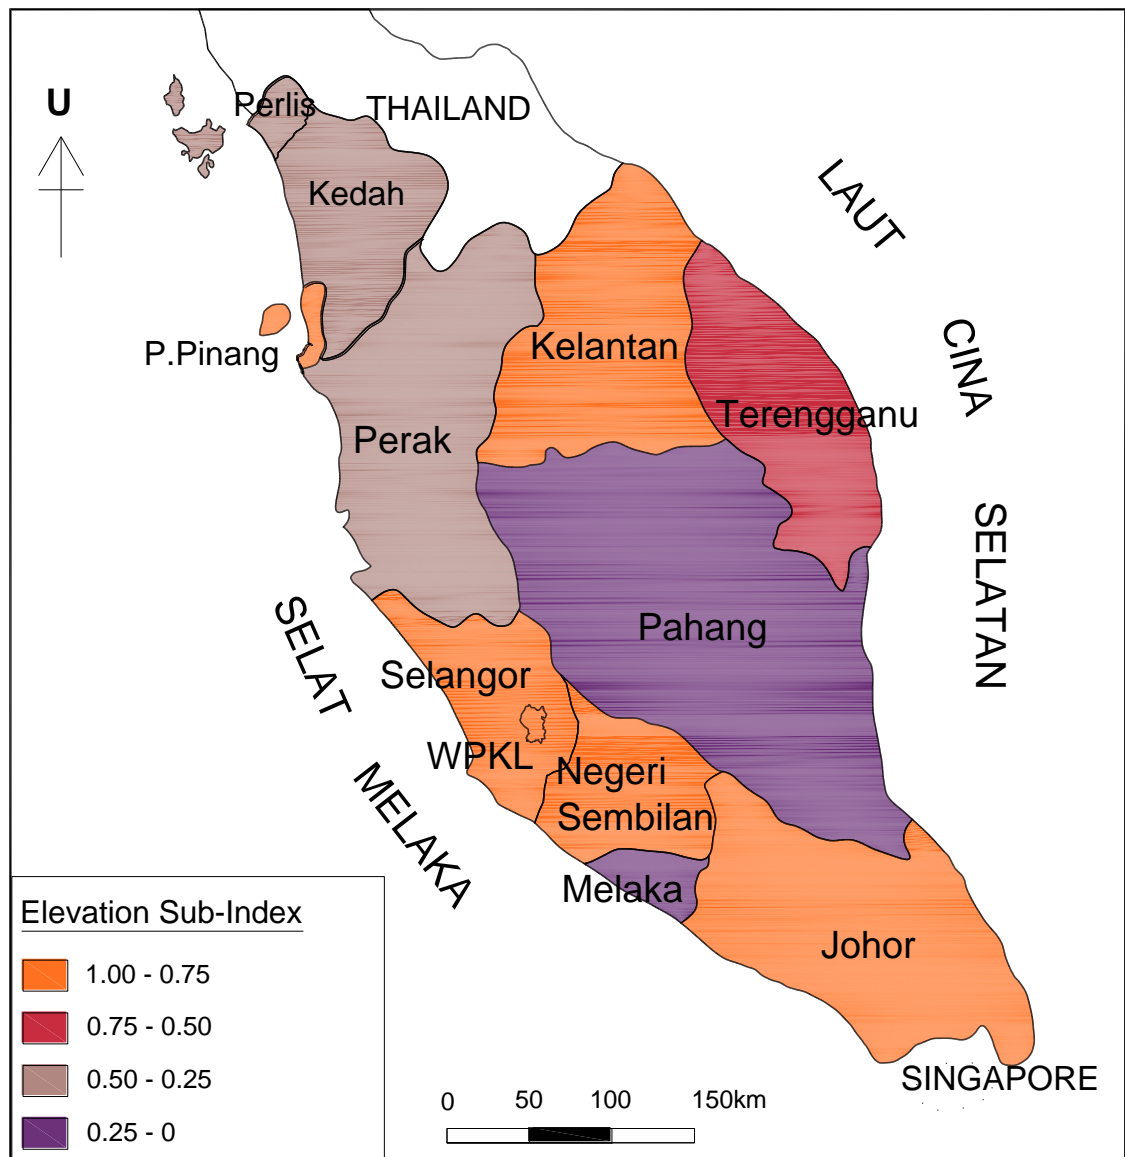 U
Perlis
THAILAND
Kedah
LAUT
CINA
SELATAN
P.Pinang
Kelantan
Terengganu
Perak
Pahang
SELAT
MELAKA
Selangor
WPKL
Negeri
Sembilan
Melaka
Johor
SINGAPORE
Elevation Sub-Index
1.00 - 0.75
0.75 - 0.50
0.50 - 0.25
0.25 - 0
0 50 100 150km